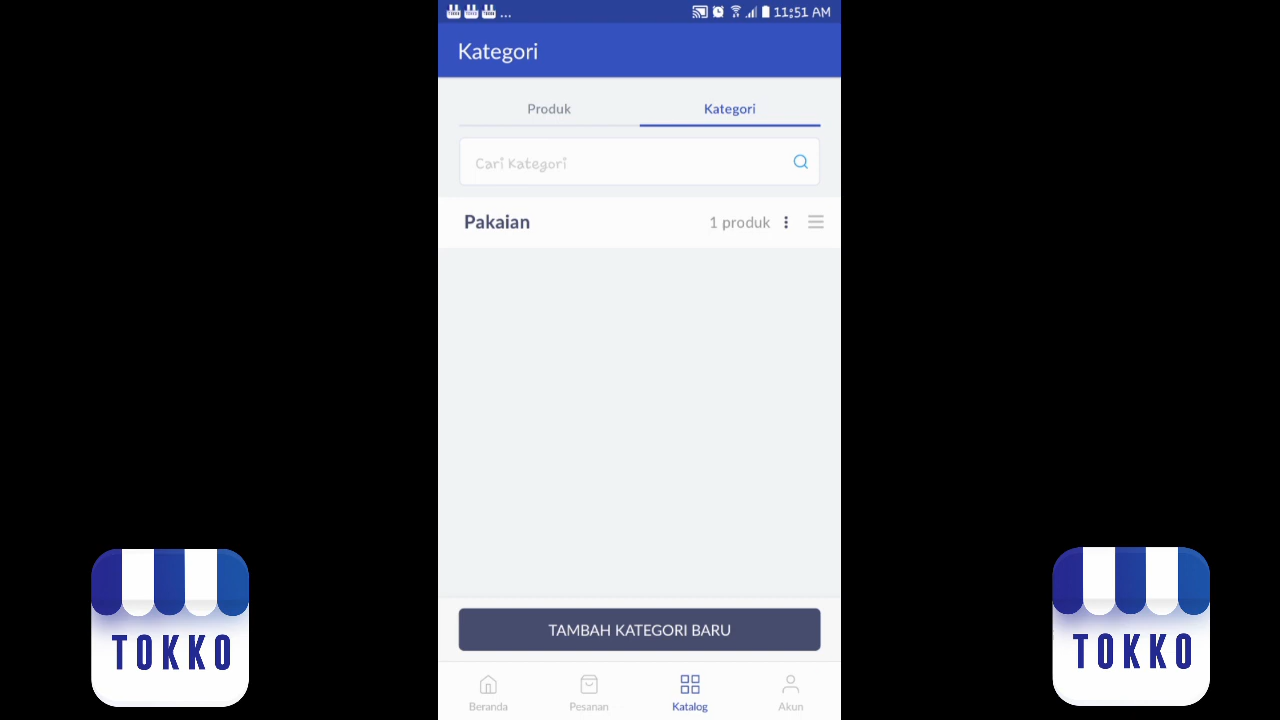 ... 11:51 AM
Kategori
Produk Kategori
Cari Kategori
Pakaian 1 produk
TAMBAH KATEGORI BARU
Beranda Pesanan Katalog Akun
TOKKO
TOKKO